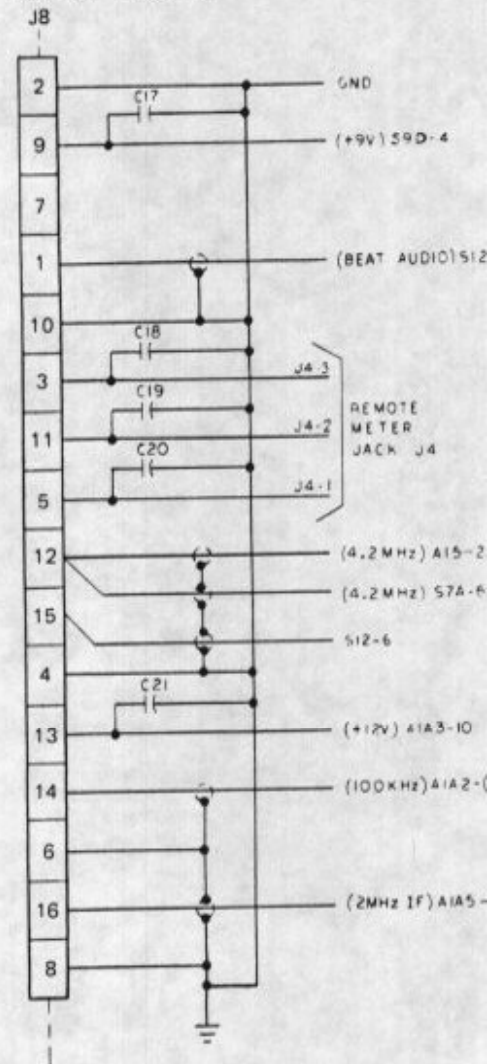 J8
2 GND
C17
9 (+9V) S9D-4
7
1 (BEAT AUDIO) S12
10
C18
3 J4-3
C19
11 J4-2
REMOTE
METER
JACK J4
C20
5 J4-1
12 (4.2MHz) A15-2
(4.2MHz) S7A-6
15
S12-6
4
C21
13 (+12V) A1A3-10
14 (100KHz) A1A2-(
6
16 (2MHz IF) A1A5-
8